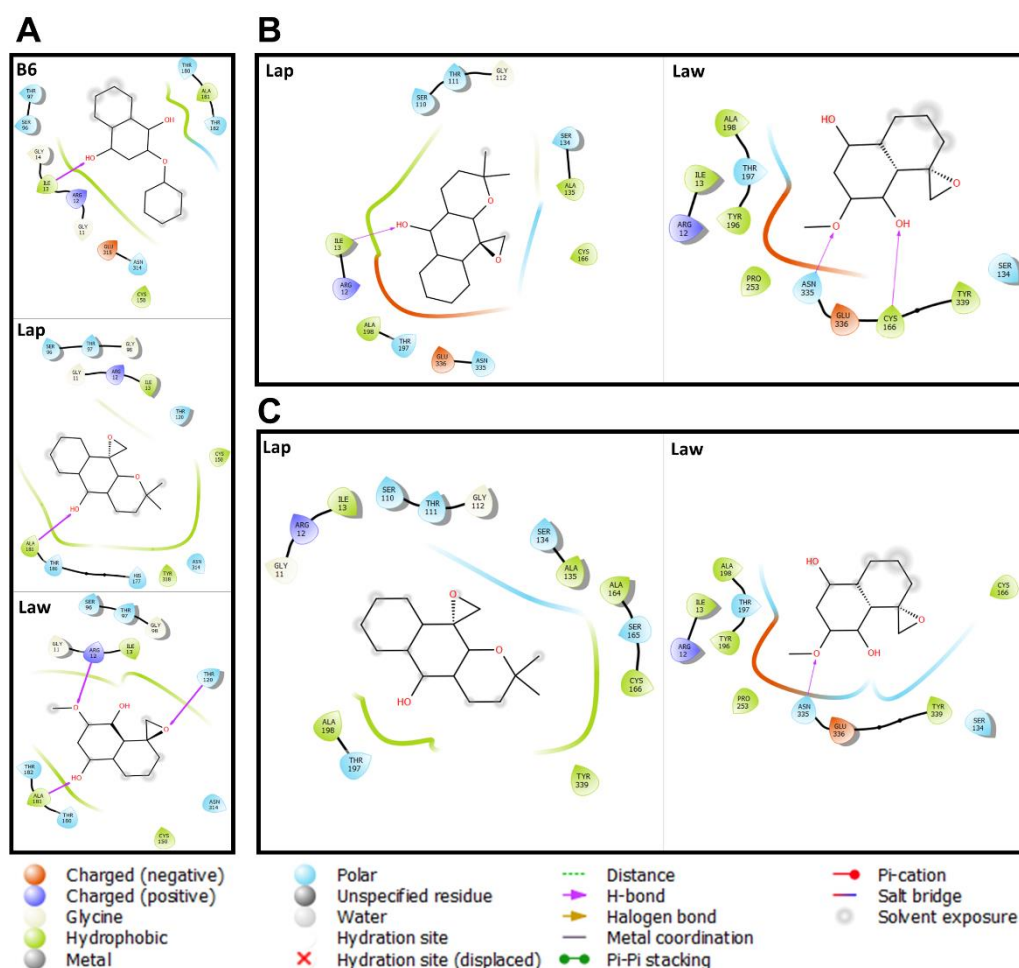 A
B6
THR 180
ALA 181
THR 182
THR 97
SER 96
GLY 14
ILE 13
ARG 12
GLY 11
OH
HO
O
ASN 314
CYS 150
Lap
SER 96
THR 97
GLY 98
GLY 11
ARG 12
ILE 13
THR 120
CYS 150
O
O
HO
ALA 181
THR 180
HIS 177
TYR 318
ASN 314
Law
SER 96
THR 97
GLY 98
GLY 11
ARG 12
ILE 13
THR 120
OH
O
O
HO
THR 182
ALA 181
THR 180
ASN 314
CYS 150
B
Lap
SER 110
THR 111
GLY 112
SER 134
ALA 135
CYS 166
HO
O
O
ILE 13
ARG 12
ALA 198
THR 197
GLU 336
ASN 335
Law
ALA 198
THR 197
ILE 13
ARG 12
TYR 196
PRO 253
HO
O
O
OH
ASN 335
GLU 336
CYS 166
TYR 339
SER 134
C
Lap
ILE 13
ARG 12
GLY 11
SER 110
THR 111
GLY 112
SER 134
ALA 135
ALA 164
SER 165
CYS 166
O
O
HO
ALA 198
THR 197
TYR 339
Law
ALA 198
THR 197
ILE 13
ARG 12
TYR 196
PRO 253
HO
O
O
OH
CYS 166
ASN 335
GLU 336
TYR 339
SER 134
Charged (negative)
Charged (positive)
Glycine
Hydrophobic
Metal
Polar
Unspecified residue
Water
Hydration site
Hydration site (displaced)
Distance
H-bond
Halogen bond
Metal coordination
Pi-Pi stacking
Pi-cation
Salt bridge
Solvent exposure